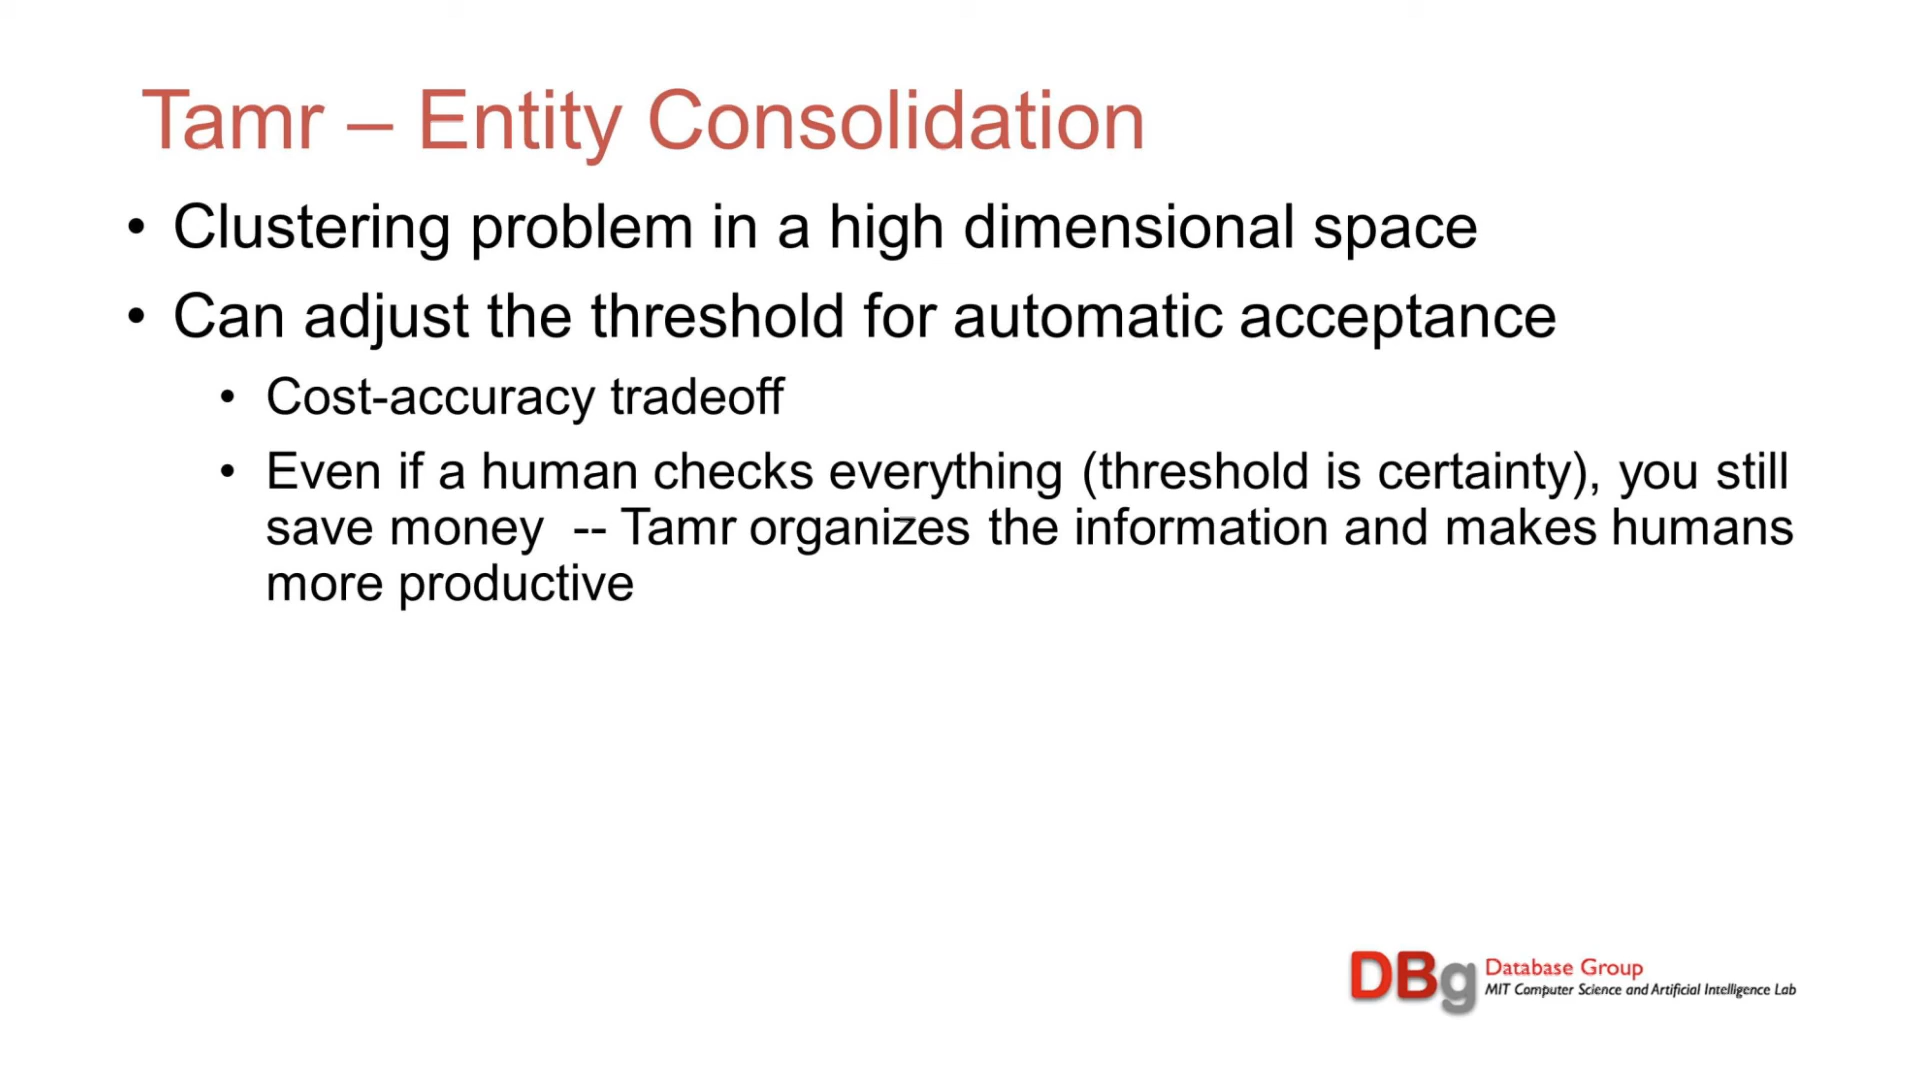 Tamr – Entity Consolidation
• Clustering problem in a high dimensional space
• Can adjust the threshold for automatic acceptance
• Cost-accuracy tradeoff
• Even if a human checks everything (threshold is certainty), you still
save money -- Tamr organizes the information and makes humans
more productive
DBg
Database Group
MIT Computer Science and Artificial Intelligence Lab